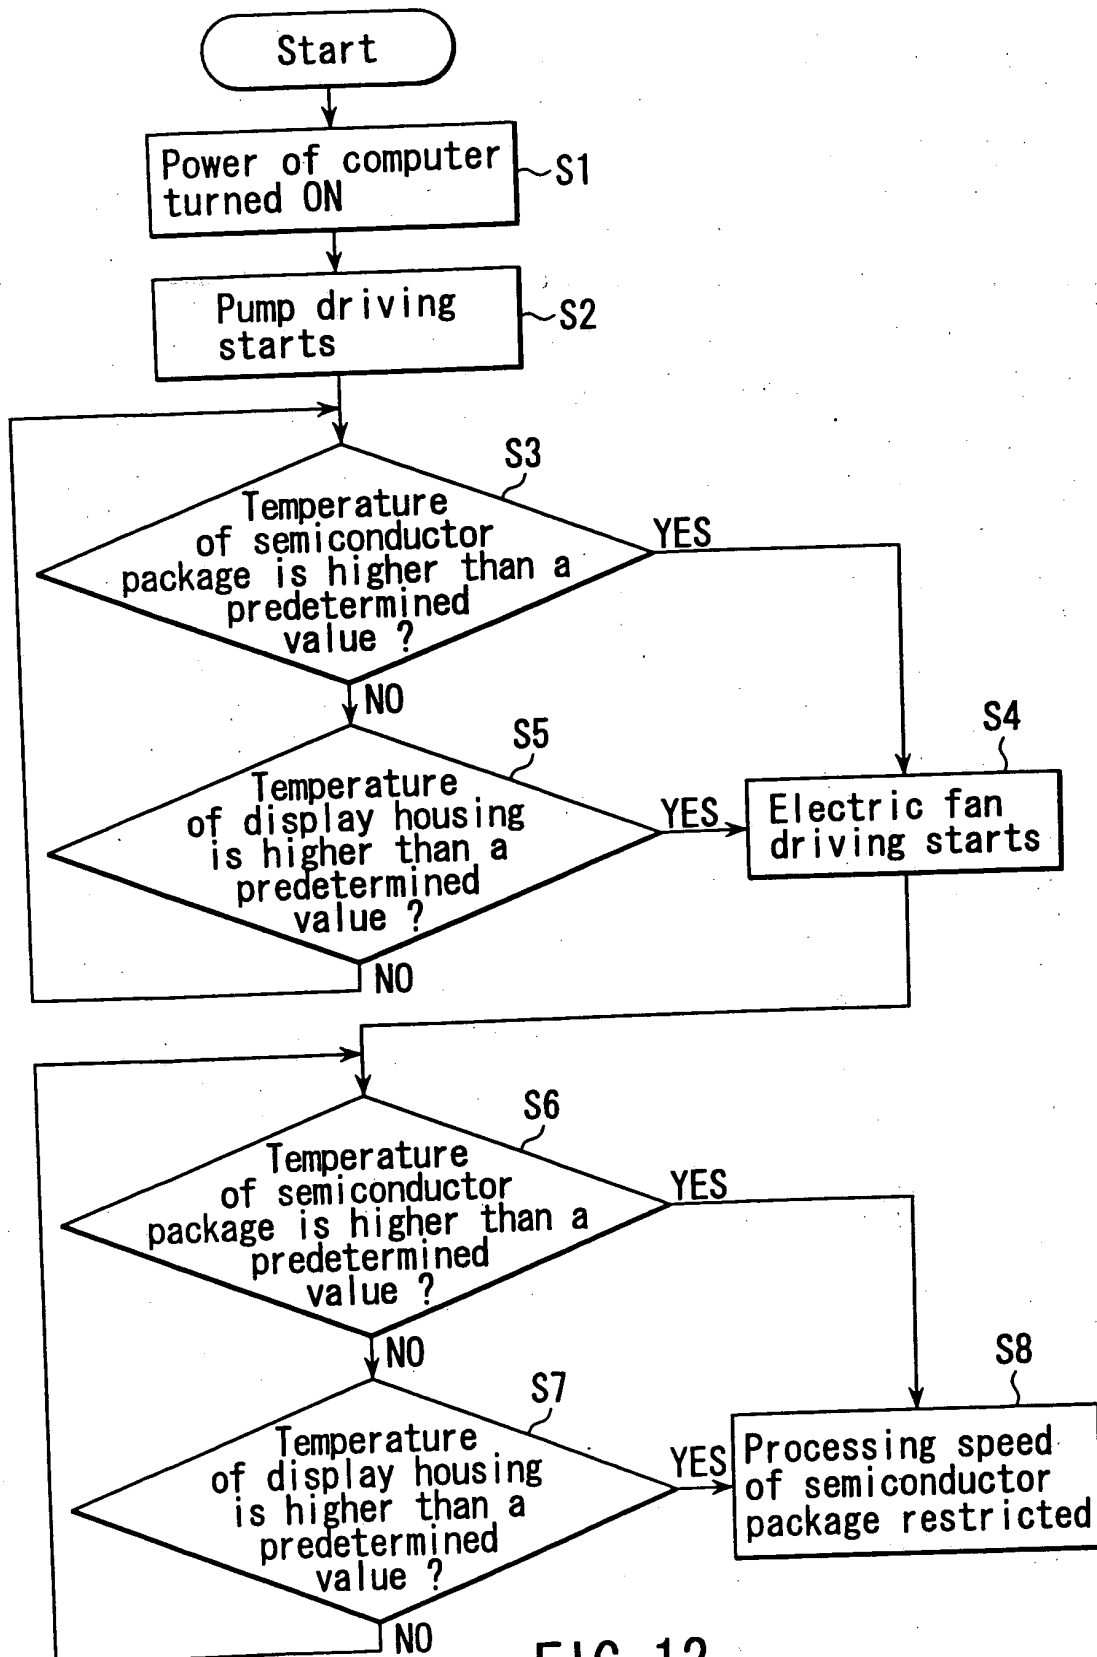 Start
Power of computer
turned ON
S1
Pump driving
starts
S2
S3
Temperature
of semiconductor
package is higher than a
predetermined
value ?
YES
NO
S5
Temperature
of display housing
is higher than a
predetermined
value ?
YES
NO
S4
Electric fan
driving starts
S6
Temperature
of semiconductor
package is higher than a
predetermined
value ?
YES
NO
S7
Temperature
of display housing
is higher than a
predetermined
value ?
YES
NO
S8
Processing speed
of semiconductor
package restricted